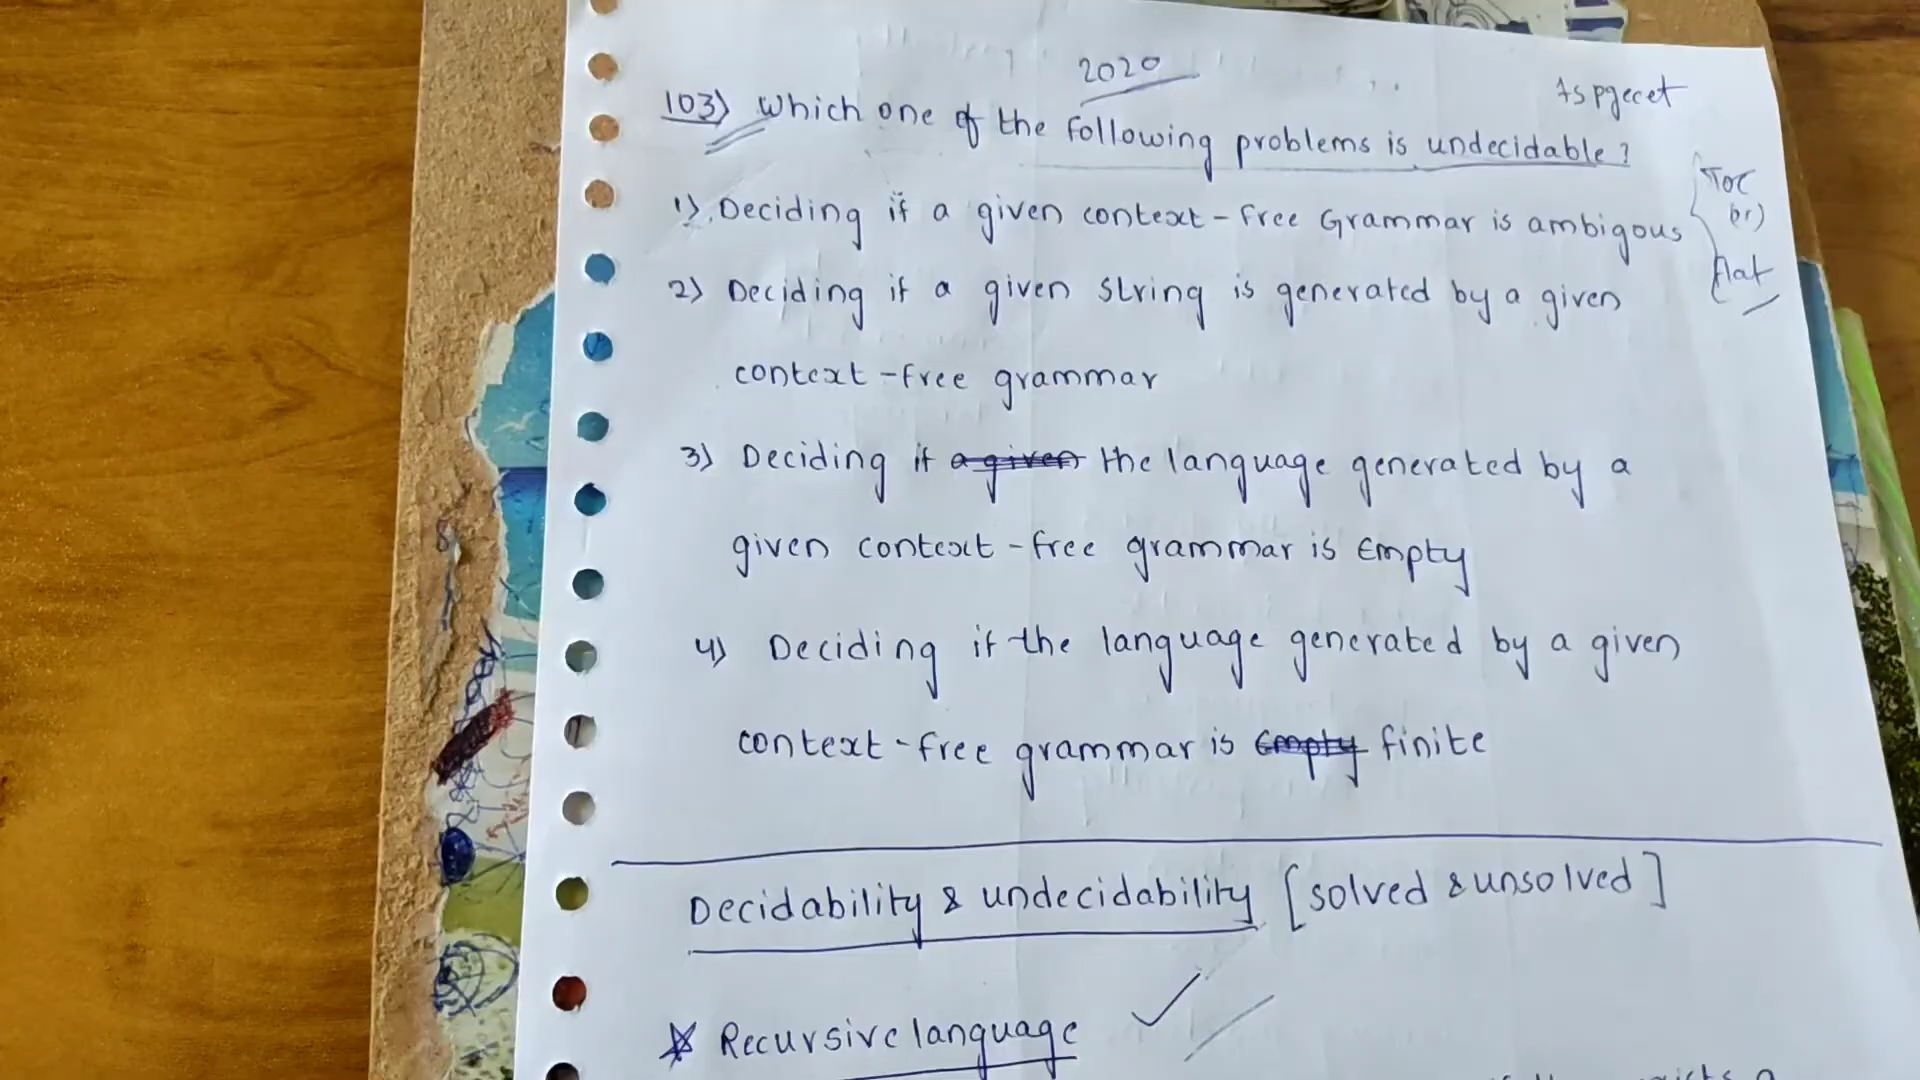 2020
Tspgecet
103) Which one of the following problems is undecidable?
1) Deciding if a given context-free Grammar is ambigous
TOC
(or)
flat
2) Deciding if a given string is generated by a given
context-free grammar
3) Deciding if a given the language generated by a
given context-free grammar is Empty
4) Deciding if the language generated by a given
context-free grammar is Empty finite
Decidability & undecidability [solved & unsolved]
Recursive language